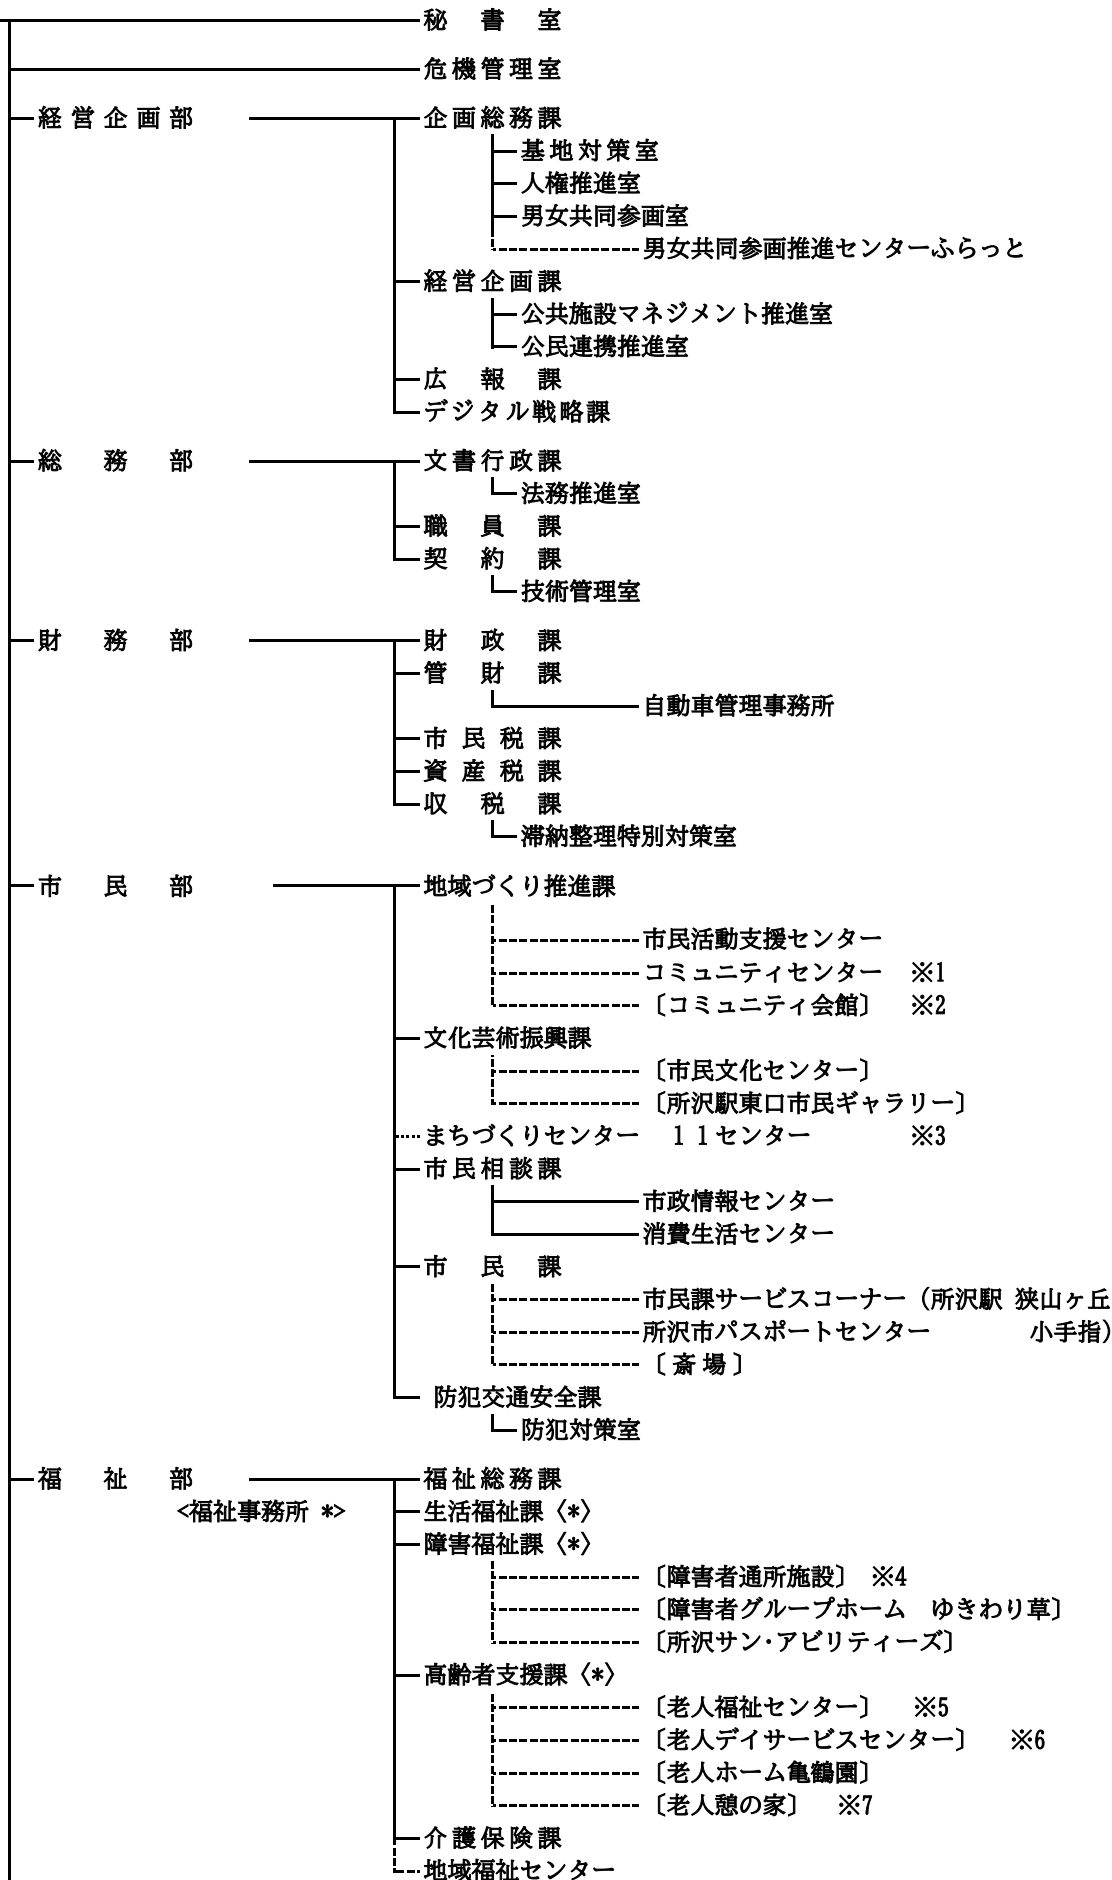 秘書室
危機管理室
経営企画部 企画総務課
基地対策室
人権推進室
男女共同参画室
男女共同参画推進センターふらっと
経営企画課
公共施設マネジメント推進室
公民連携推進室
広報課
デジタル戦略課
総務部 文書行政課
法務推進室
職員課
契約課
技術管理室
財務部 財政課
管財課
自動車管理事務所
市民税課
資産税課
収税課
滞納整理特別対策室
市民部 地域づくり推進課
市民活動支援センター
コミュニティセンター ※1
〔コミュニティ会館〕 ※2
文化芸術振興課
〔市民文化センター〕
〔所沢駅東口市民ギャラリー〕
まちづくりセンター 11センター ※3
市民相談課
市政情報センター
消費生活センター
市民課
市民課サービスコーナー（所沢駅 狭山ヶ丘
所沢市パスポートセンター 小手指）
〔斎場〕
防犯交通安全課
防犯対策室
福祉部 福祉総務課
<福祉事務所 *> 生活福祉課〈*〉
障害福祉課〈*〉
〔障害者通所施設〕 ※4
〔障害者グループホーム ゆきわり草〕
〔所沢サン・アビリティーズ〕
高齢者支援課〈*〉
〔老人福祉センター〕 ※5
〔老人デイサービスセンター〕 ※6
〔老人ホーム亀鶴園〕
〔老人憩の家〕 ※7
介護保険課
地域福祉センター